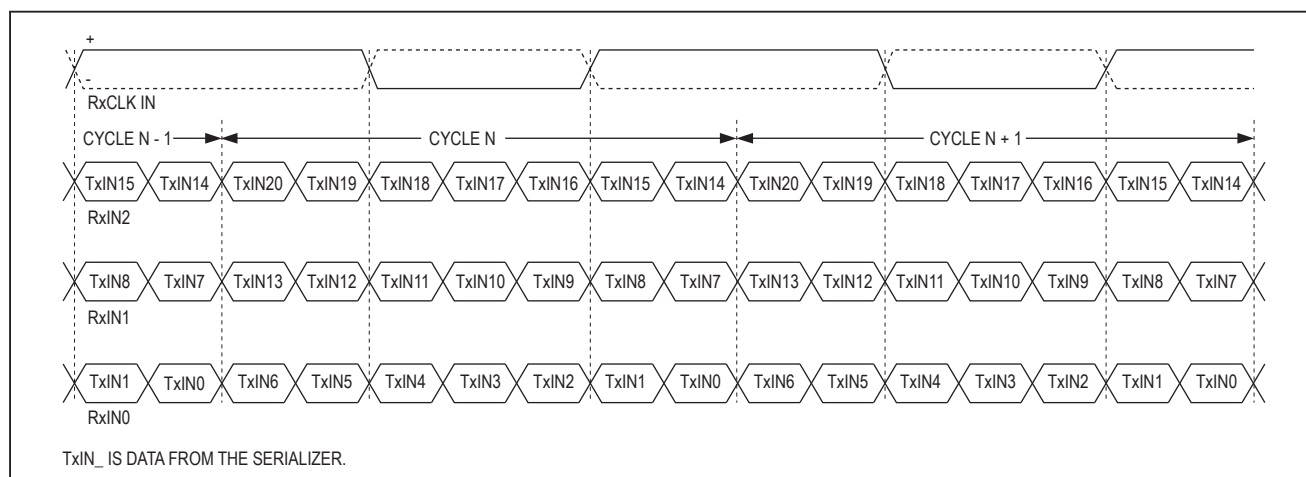 +
-
RxCLK IN
CYCLE N - 1 CYCLE N CYCLE N + 1
TxIN15 TxIN14 TxIN20 TxIN19 TxIN18 TxIN17 TxIN16 TxIN15 TxIN14 TxIN20 TxIN19 TxIN18 TxIN17 TxIN16 TxIN15 TxIN14
RxIN2
TxIN8 TxIN7 TxIN13 TxIN12 TxIN11 TxIN10 TxIN9 TxIN8 TxIN7 TxIN13 TxIN12 TxIN11 TxIN10 TxIN9 TxIN8 TxIN7
RxIN1
TxIN1 TxIN0 TxIN6 TxIN5 TxIN4 TxIN3 TxIN2 TxIN1 TxIN0 TxIN6 TxIN5 TxIN4 TxIN3 TxIN2 TxIN1 TxIN0
RxIN0
TxIN_ IS DATA FROM THE SERIALIZER.